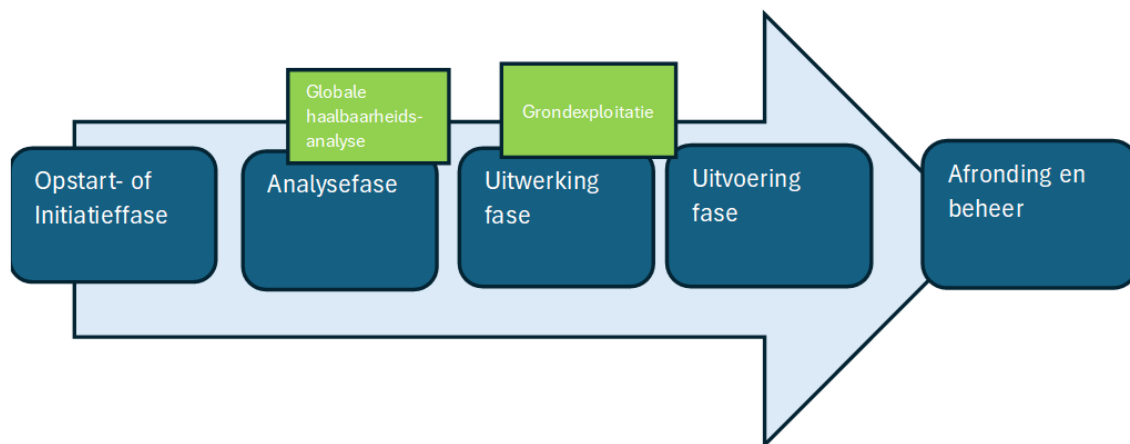 Globale
haalbaarheids-
analyse
Grondexploitatie
Opstart- of
Initiatieffase
Analysefase
Uitwerking
fase
Uitvoering
fase
Afronding en
beheer